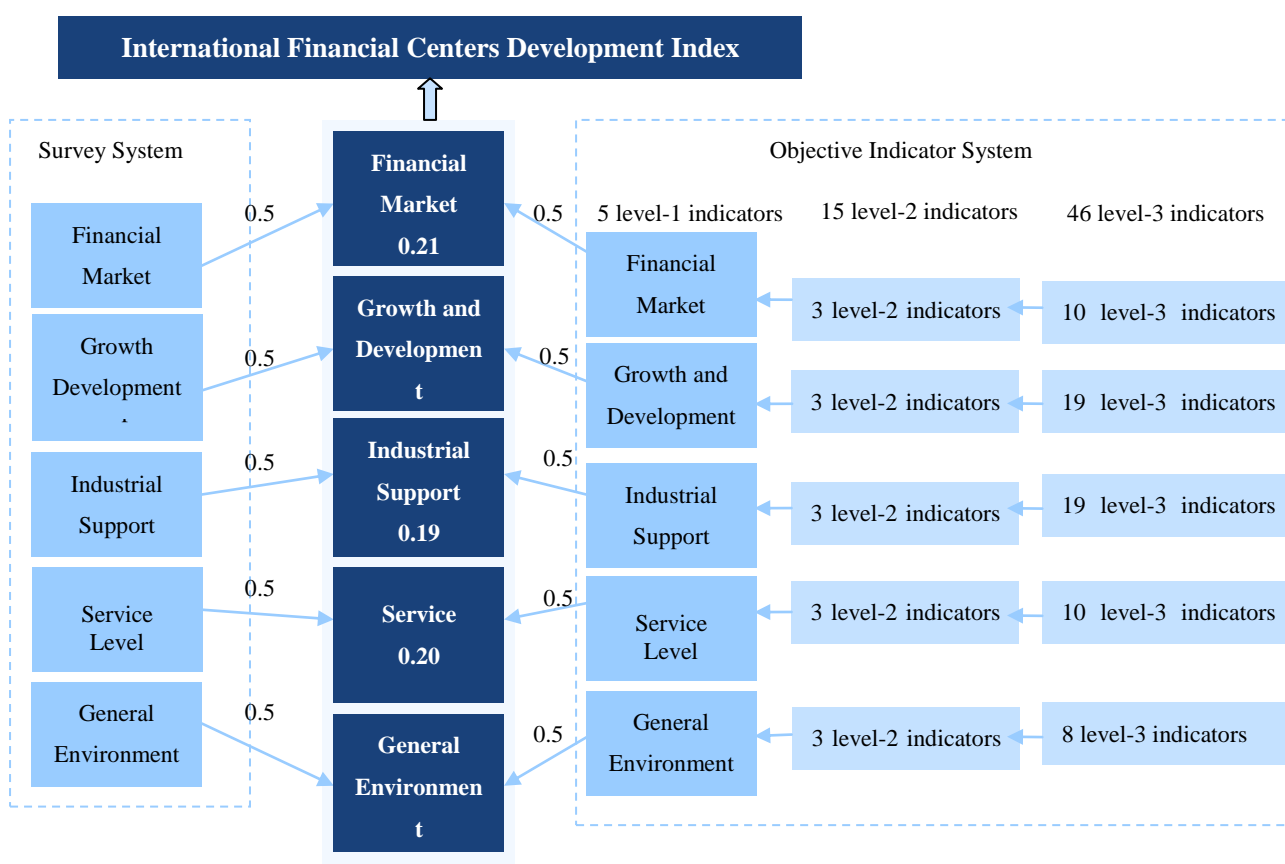 International Financial Centers Development Index
Survey System
Financial
Market
Growth
Development
Industrial
Support
Service
Level
General
Environment
0.5
0.5
0.5
0.5
0.5
Financial
Market
0.21
Growth and
Developmen
t
Industrial
Support
0.19
Service
0.20
General
Environmen
t
0.5
0.5
0.5
0.5
0.5
Objective Indicator System
5 level-1 indicators
15 level-2 indicators
46 level-3 indicators
Financial
Market
3 level-2 indicators
10 level-3 indicators
Growth and
Development
3 level-2 indicators
19 level-3 indicators
Industrial
Support
3 level-2 indicators
19 level-3 indicators
Service
Level
3 level-2 indicators
10 level-3 indicators
General
Environment
3 level-2 indicators
8 level-3 indicators